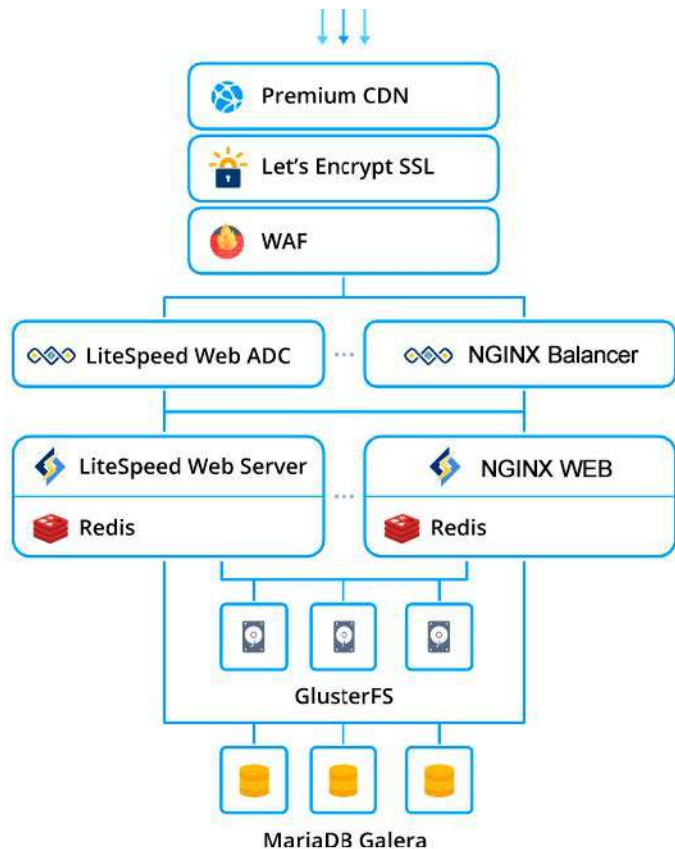 Premium CDN
Let's Encrypt SSL
WAF
LiteSpeed Web ADC
NGINX Balancer
LiteSpeed Web Server
NGINX WEB
Redis
Redis
GlusterFS
MariaDB Galera